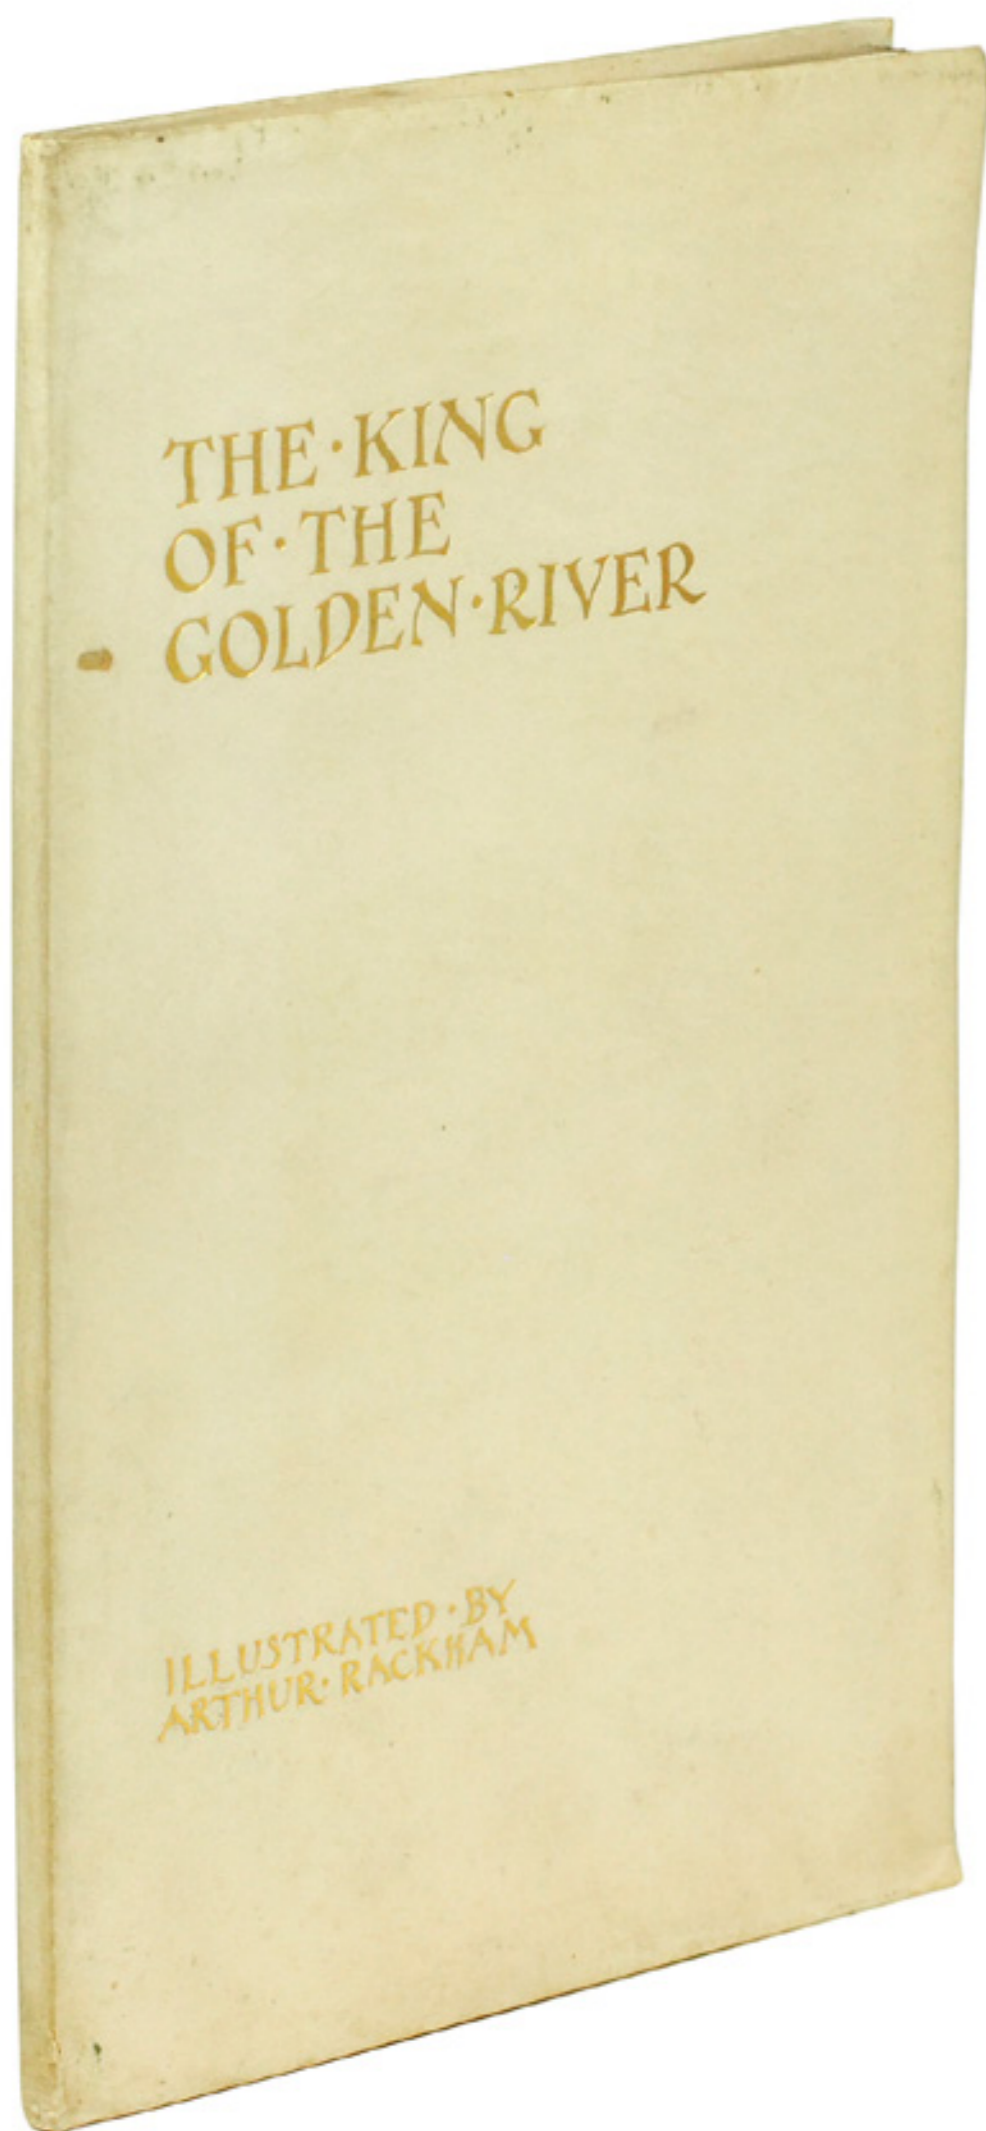 THE·KING
OF·THE
GOLDEN·RIVER
ILLUSTRATED·BY
ARTHUR·RACKHAM